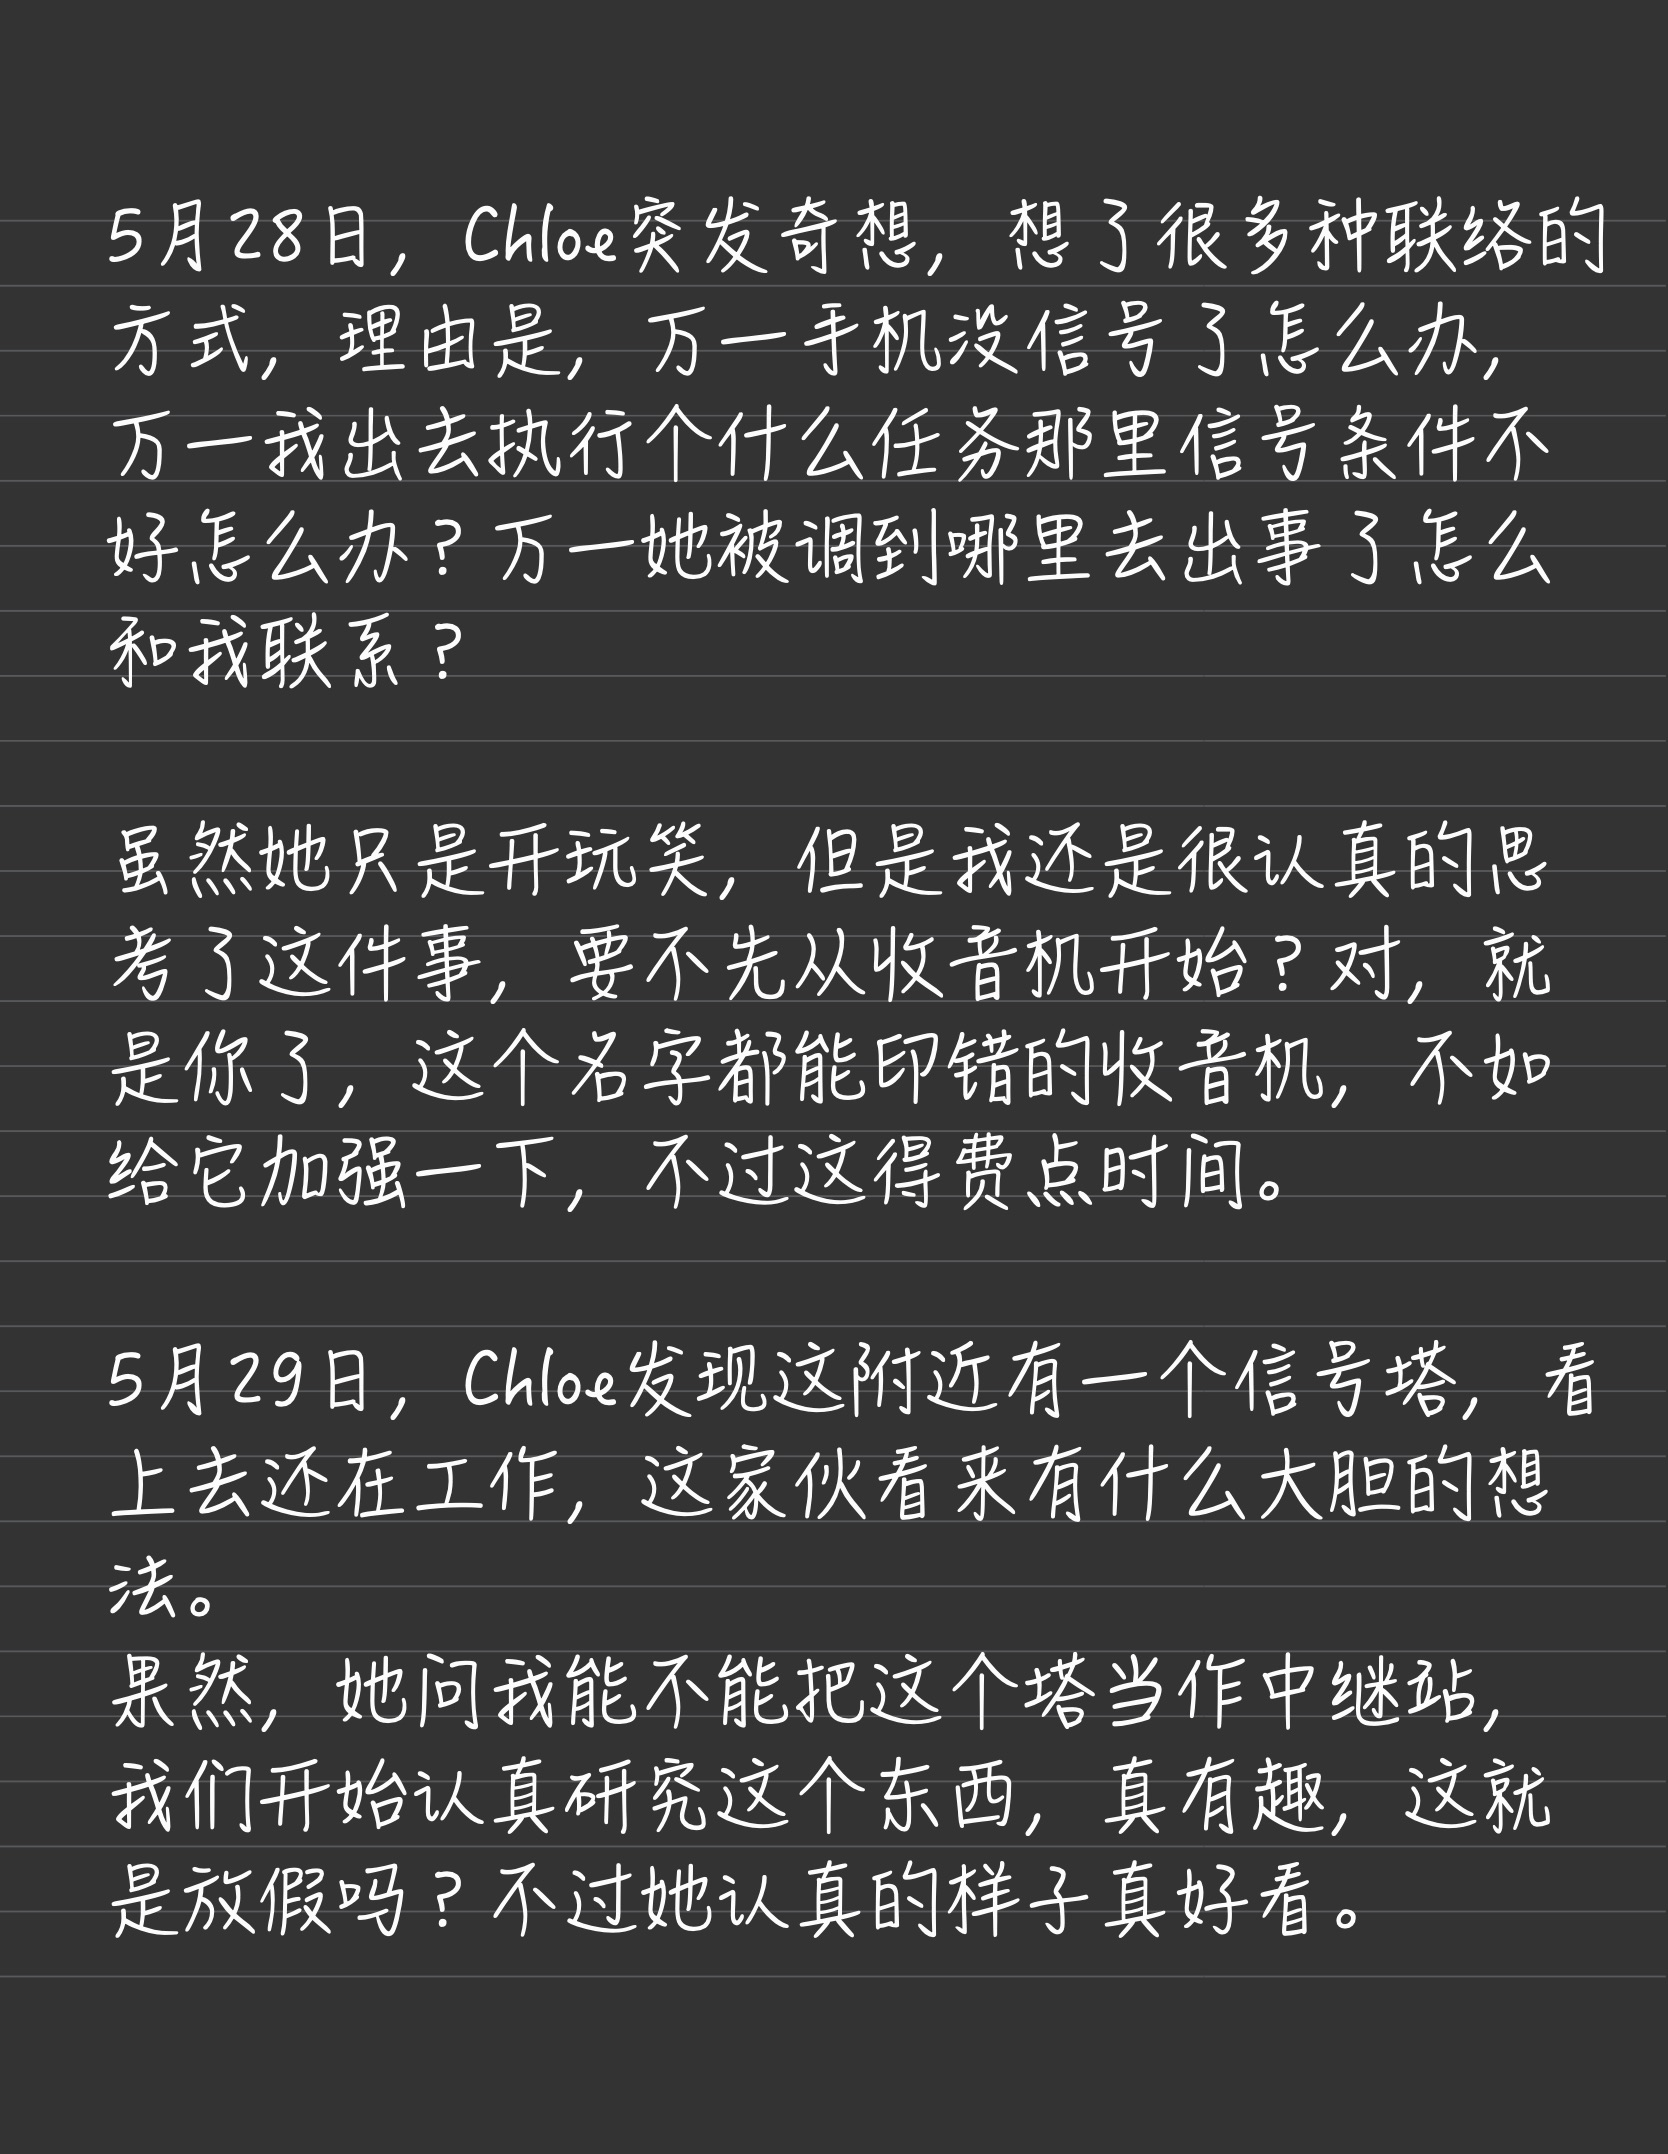 5月28日，Chloe突发奇想，想了很多种联络的
方式，理由是，万一手机没信号了怎么办，
万一我出去执行个什么任务那里信号条件不
好怎么办？万一她被调到哪里去出事了怎么
和我联系？
虽然她只是开玩笑，但是我还是很认真的思
考了这件事，要不先从收音机开始？对，就
是你了，这个名字都能印错的收音机，不如
给它加强一下，不过这得费点时间。
5月29日，Chloe发现这附近有一个信号塔，看
上去还在工作，这家伙看来有什么大胆的想
法。
果然，她问我能不能把这个塔当作中继站，
我们开始认真研究这个东西，真有趣，这就
是放假吗？不过她认真的样子真好看。